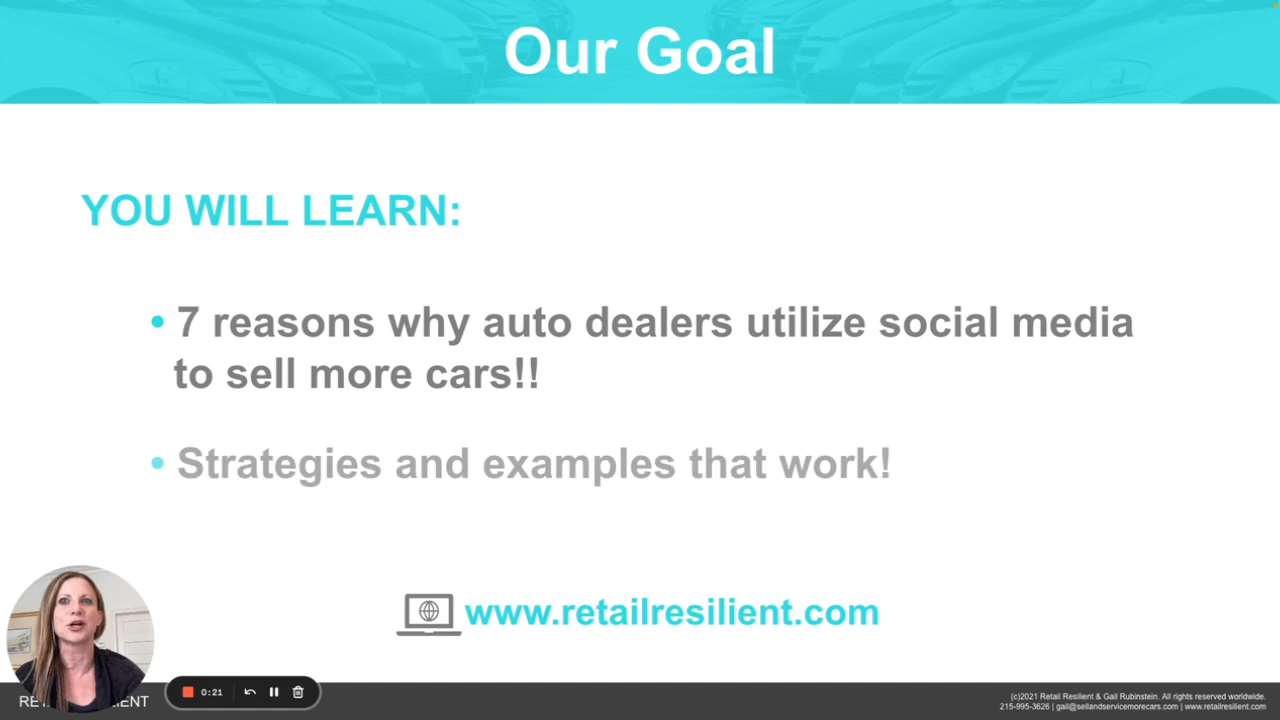 Our Goal
YOU WILL LEARN:
• 7 reasons why auto dealers utilize social media
to sell more cars!!
• Strategies and examples that work!
www.retailresilient.com
0:21
(c)2021 Retail Resilient & Gail Rubinstein. All rights reserved worldwide.
215-995-3626 | gail@sellandservicemorecars.com | www.retailresilient.com